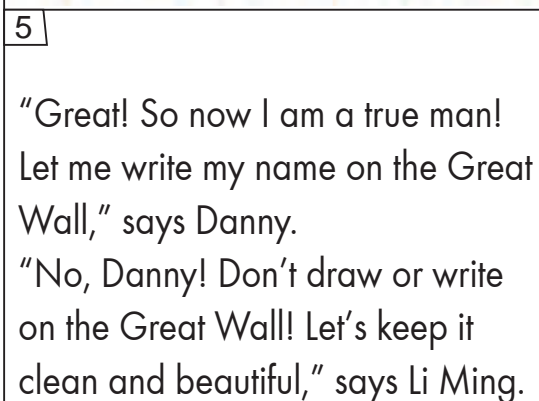 5
“Great! So now I am a true man!
Let me write my name on the Great
Wall,” says Danny.
“No, Danny! Don’t draw or write
on the Great Wall! Let’s keep it
clean and beautiful,” says Li Ming.